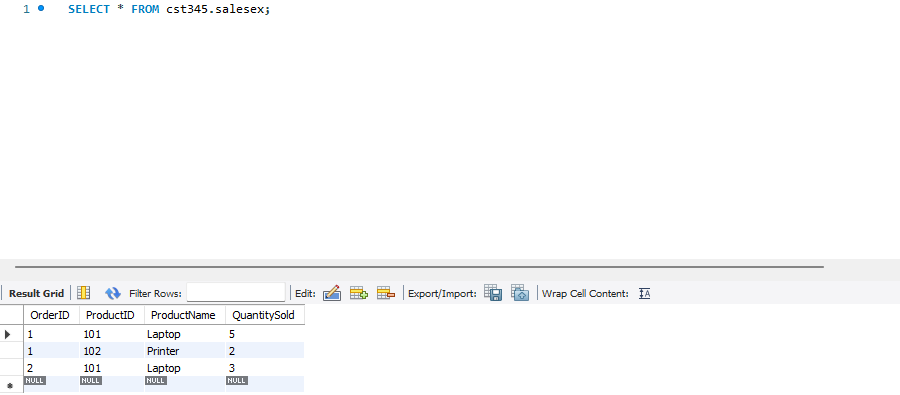 1 SELECT * FROM cst345.salesex;
Result Grid Filter Rows: Edit: Export/Import: Wrap Cell Content: IA
OrderID ProductID ProductName QuantitySold
1 101 Laptop 5
1 102 Printer 2
2 101 Laptop 3
NULL NULL NULL NULL